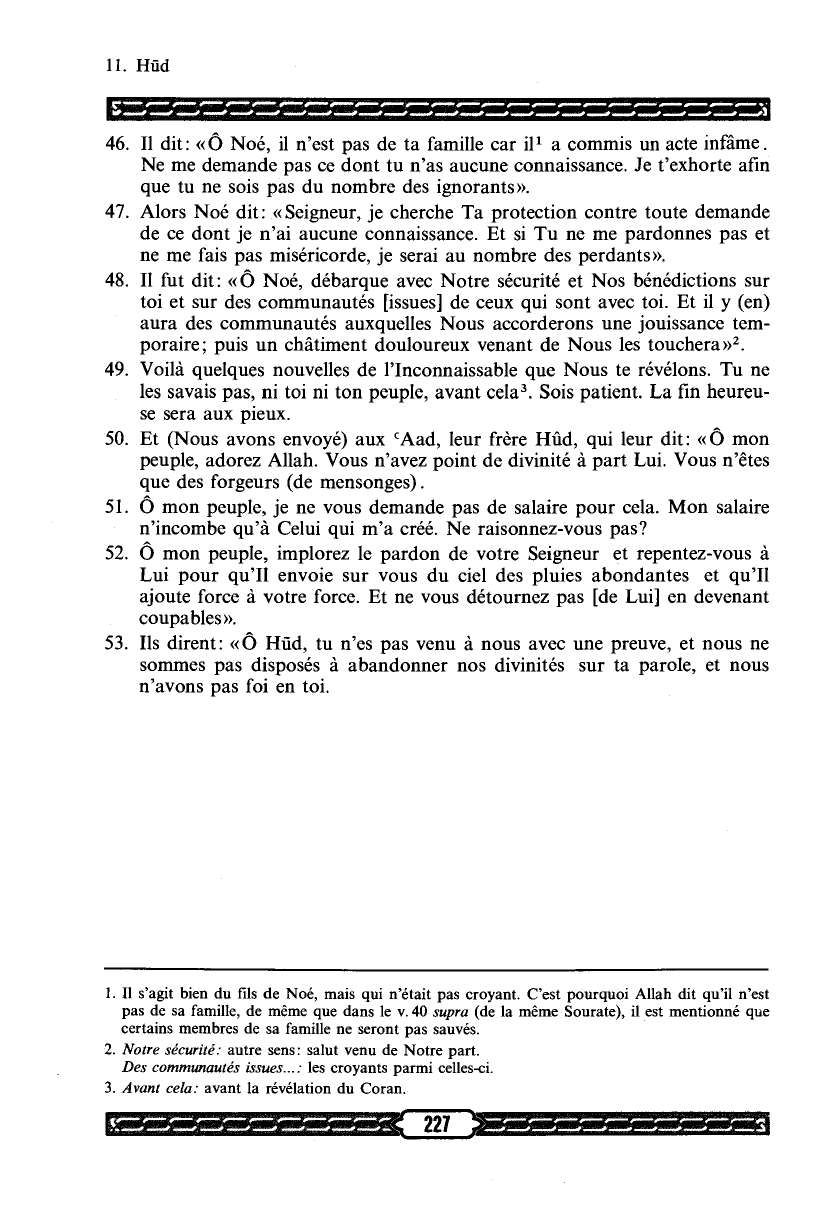 11. Hūd
46. Il dit: «Ô Noé, il n’est pas de ta famille car il¹ a commis un acte infâme.
Ne me demande pas ce dont tu n’as aucune connaissance. Je t’exhorte afin
que tu ne sois pas du nombre des ignorants».
47. Alors Noé dit: «Seigneur, je cherche Ta protection contre toute demande
de ce dont je n’ai aucune connaissance. Et si Tu ne me pardonnes pas et
ne me fais pas miséricorde, je serai au nombre des perdants».
48. Il fut dit: «Ô Noé, débarque avec Notre sécurité et Nos bénédictions sur
toi et sur des communautés [issues] de ceux qui sont avec toi. Et il y (en)
aura des communautés auxquelles Nous accorderons une jouissance tem-
poraire; puis un châtiment douloureux venant de Nous les touchera»².
49. Voilà quelques nouvelles de l’Inconnaissable que Nous te révélons. Tu ne
les savais pas, ni toi ni ton peuple, avant cela³. Sois patient. La fin heureu-
se sera aux pieux.
50. Et (Nous avons envoyé) aux ʿAad, leur frère Hûd, qui leur dit: «Ô mon
peuple, adorez Allah. Vous n’avez point de divinité à part Lui. Vous n’êtes
que des forgeurs (de mensonges).
51. Ô mon peuple, je ne vous demande pas de salaire pour cela. Mon salaire
n’incombe qu’à Celui qui m’a créé. Ne raisonnez-vous pas?
52. Ô mon peuple, implorez le pardon de votre Seigneur et repentez-vous à
Lui pour qu’Il envoie sur vous du ciel des pluies abondantes et qu’Il
ajoute force à votre force. Et ne vous détournez pas [de Lui] en devenant
coupables».
53. Ils dirent: «Ô Hūd, tu n’es pas venu à nous avec une preuve, et nous ne
sommes pas disposés à abandonner nos divinités sur ta parole, et nous
n’avons pas foi en toi.
1. Il s’agit bien du fils de Noé, mais qui n’était pas croyant. C’est pourquoi Allah dit qu’il n’est
pas de sa famille, de même que dans le v. 40 supra (de la même Sourate), il est mentionné que
certains membres de sa famille ne seront pas sauvés.
2. Notre sécurité: autre sens: salut venu de Notre part.
Des communautés issues...: les croyants parmi celles-ci.
3. Avant cela: avant la révélation du Coran.
227